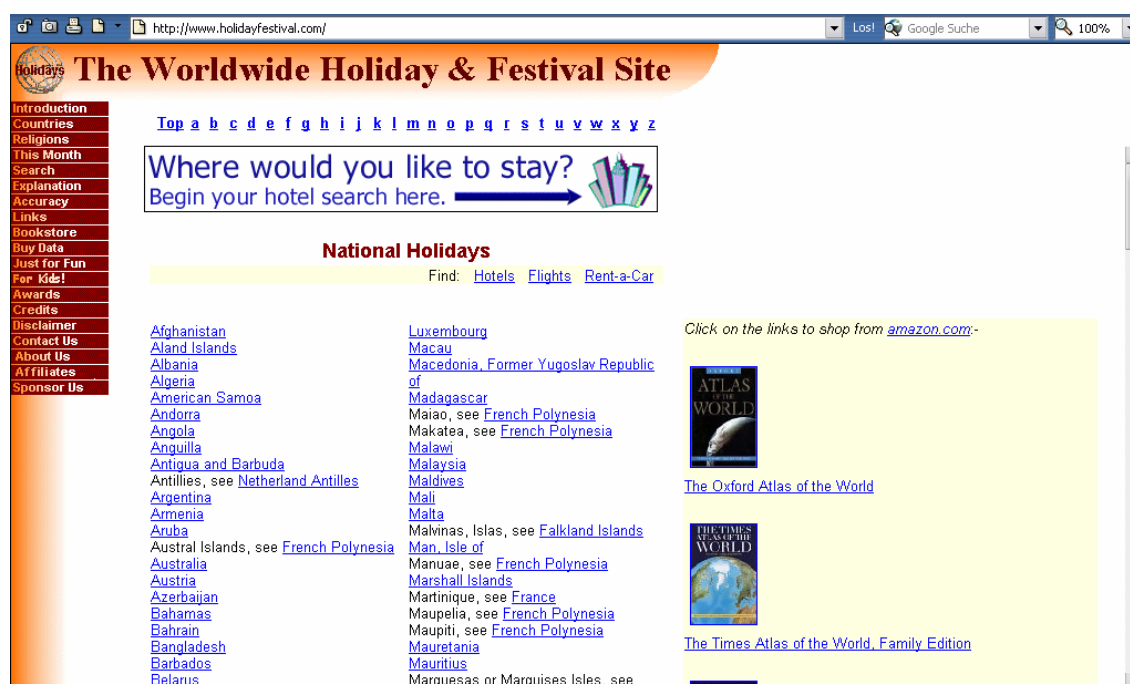 http://www.holidayfestival.com/
Los!
Google Suche
100%
Holidays
The Worldwide Holiday & Festival Site
Introduction
Countries
Religions
This Month
Search
Explanation
Accuracy
Links
Bookstore
Buy Data
Just for Fun
For Kids!
Awards
Credits
Disclaimer
Contact Us
About Us
Affiliates
Sponsor Us
Top a b c d e f g h i j k l m n o p q r s t u v w x y z
Where would you like to stay?
Begin your hotel search here.
National Holidays
Find: Hotels Flights Rent-a-Car
Afghanistan
Aland Islands
Albania
Algeria
American Samoa
Andorra
Angola
Anguilla
Antigua and Barbuda
Antillies, see Netherland Antilles
Argentina
Armenia
Aruba
Austral Islands, see French Polynesia
Australia
Austria
Azerbaijan
Bahamas
Bahrain
Bangladesh
Barbados
Belarus
Luxembourg
Macau
Macedonia, Former Yugoslav Republic
of
Madagascar
Maiao, see French Polynesia
Makatea, see French Polynesia
Malawi
Malaysia
Maldives
Mali
Malta
Malvinas, Islas, see Falkland Islands
Man, Isle of
Manuae, see French Polynesia
Marshall Islands
Martinique, see France
Maupelia, see French Polynesia
Maupiti, see French Polynesia
Mauretania
Mauritius
Marquesas or Marquises Isles, see
Click on the links to shop from amazon.com:-
OXFORD
ATLAS
OF THE
WORLD
The Oxford Atlas of the World
THE TIMES
ATLAS OF THE
WORLD
The Times Atlas of the World, Family Edition